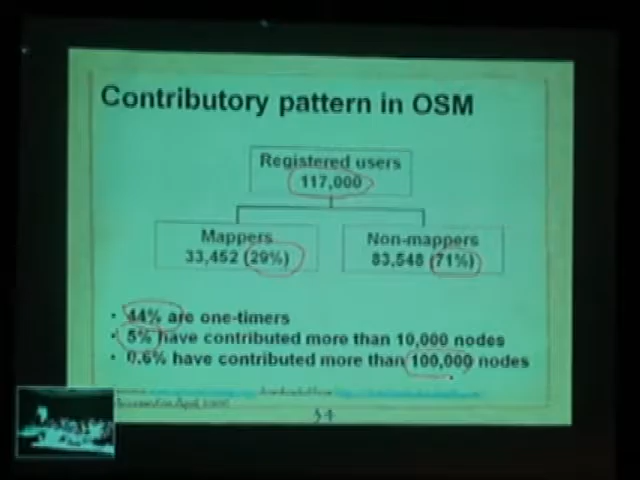 Contributory pattern in OSM
Registered users
117,000
Mappers
33,452 (29%)
Non-mappers
83,548 (71%)
• 44% are one-timers
• 5% have contributed more than 10,000 nodes
• 0.6% have contributed more than 100,000 nodes